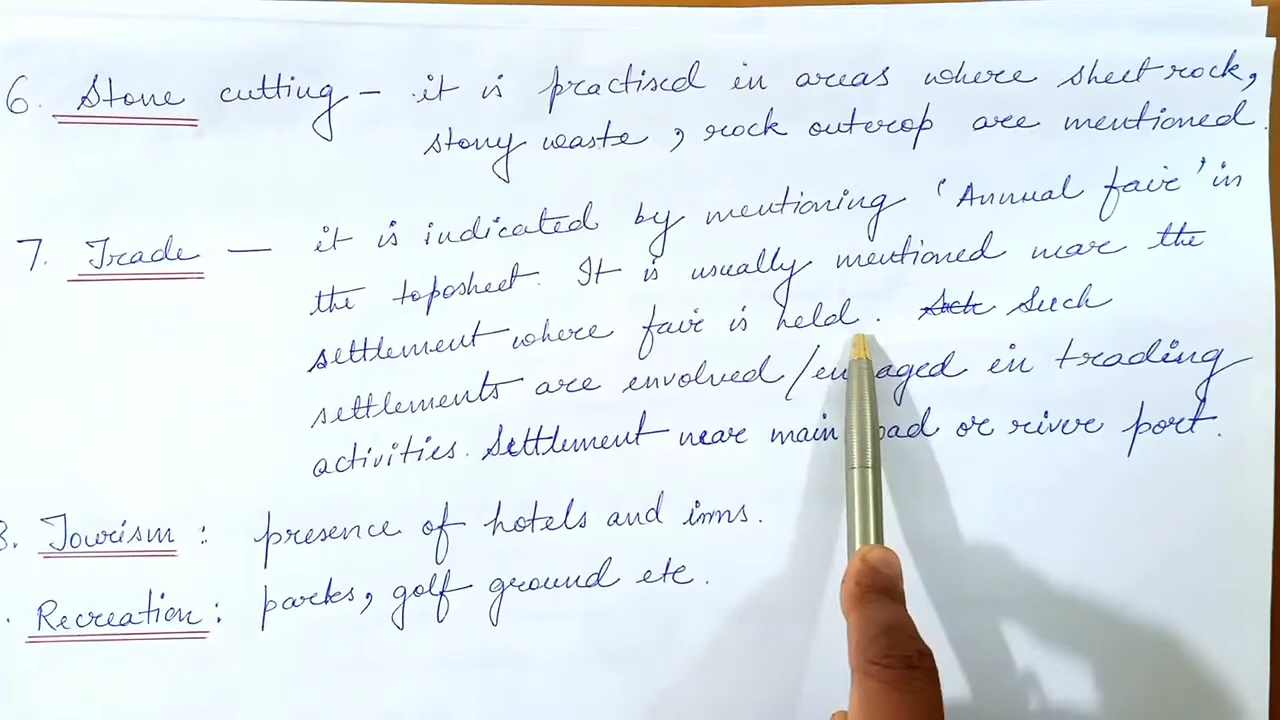 6. Stone cutting - it is practised in areas where sheet rock,
stony waste, rock outcrop are mentioned.
7. Trade — it is indicated by mentioning 'Annual fair' in
the toposheet. It is usually mentioned near the
settlement where fair is held. Such Such
settlements are envolved/engaged in trading
activities. Settlement near main road or river port.
8. Tourism : presence of hotels and inns.
. Recreation : parks, golf ground etc.